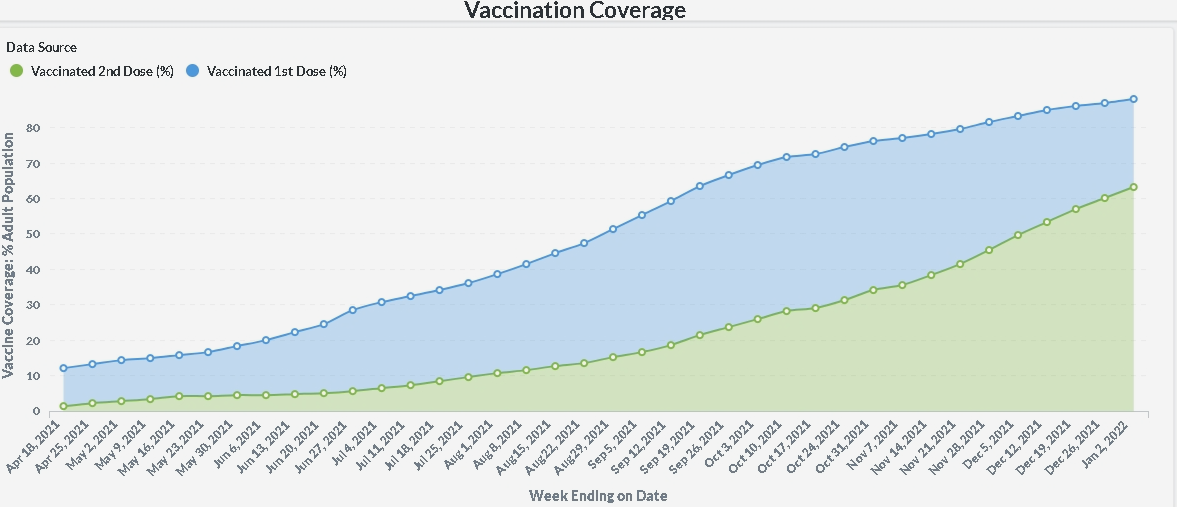 Vaccination Coverage
Data Source
Vaccinated 2nd Dose (%) Vaccinated 1st Dose (%)
Vaccine Coverage: % Adult Population
80
70
60
50
40
30
20
10
0
Apr 18, 2021 Apr 25, 2021 May 2, 2021 May 9, 2021 May 16, 2021 May 23, 2021 May 30, 2021 Jun 6, 2021 Jun 13, 2021 Jun 20, 2021 Jun 27, 2021 Jul 4, 2021 Jul 11, 2021 Jul 18, 2021 Jul 25, 2021 Aug 1, 2021 Aug 8, 2021 Aug 15, 2021 Aug 22, 2021 Aug 29, 2021 Sep 5, 2021 Sep 12, 2021 Sep 19, 2021 Sep 26, 2021 Oct 3, 2021 Oct 10, 2021 Oct 17, 2021 Oct 24, 2021 Oct 31, 2021 Nov 7, 2021 Nov 14, 2021 Nov 21, 2021 Nov 28, 2021 Dec 5, 2021 Dec 12, 2021 Dec 19, 2021 Dec 26, 2021 Jan 2, 2022
Week Ending on Date